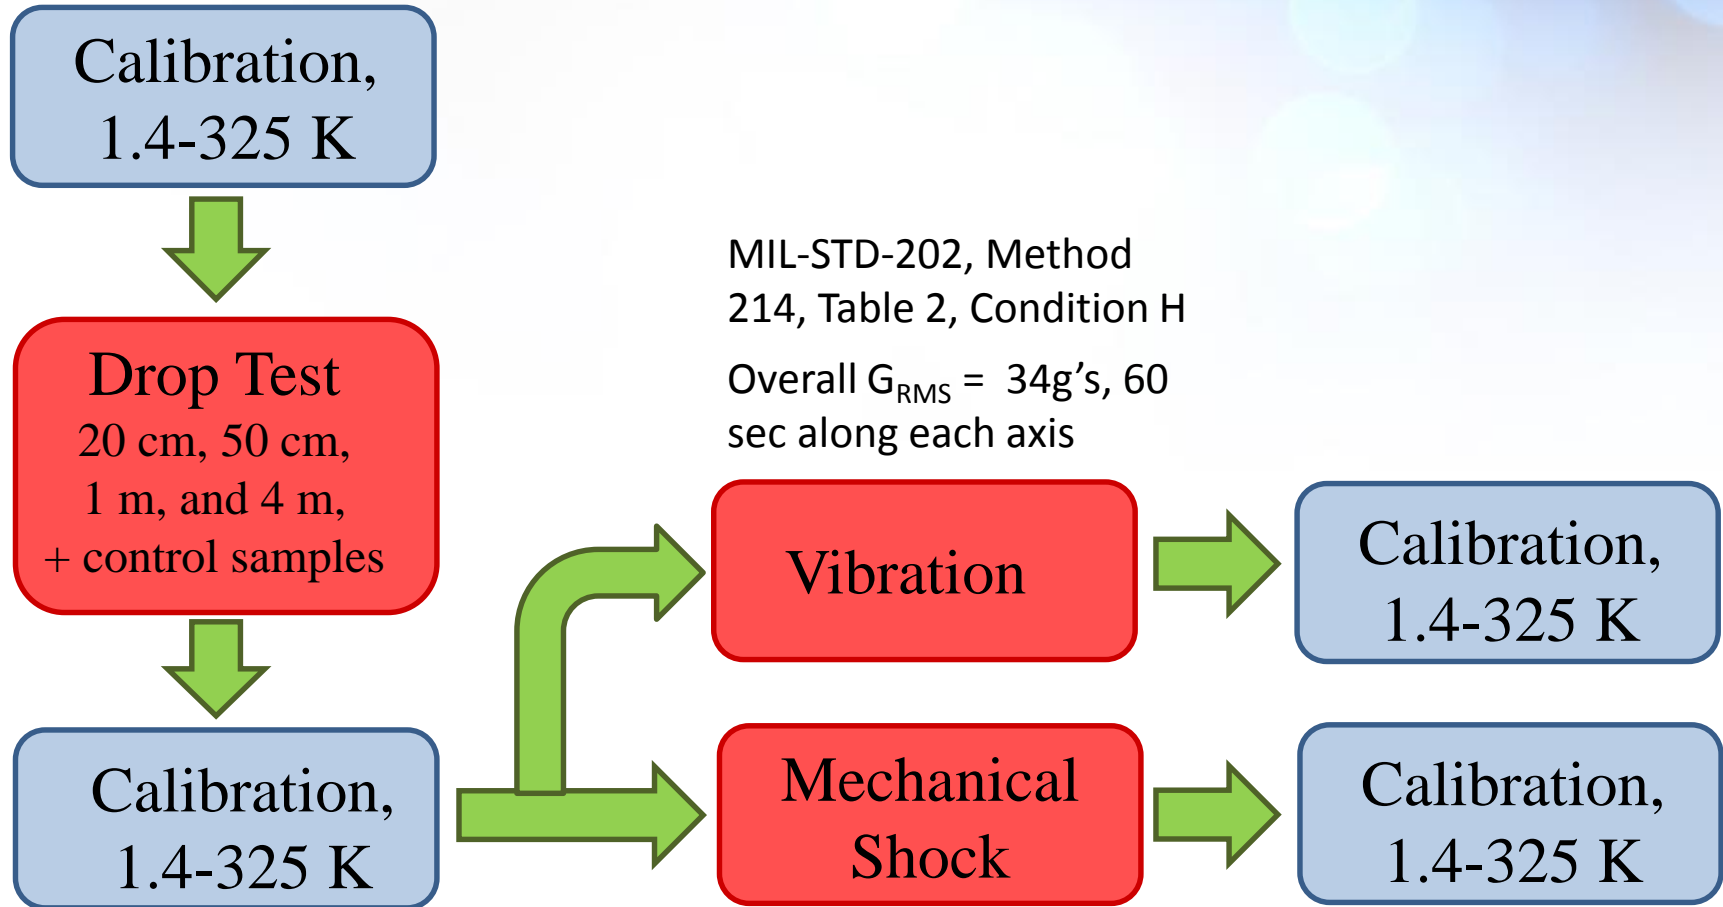 Calibration,
1.4-325 K
Drop Test
20 cm, 50 cm,
1 m, and 4 m,
+ control samples
Calibration,
1.4-325 K
MIL-STD-202, Method
214, Table 2, Condition H
Overall GRMS = 34g’s, 60
sec along each axis
Vibration
Calibration,
1.4-325 K
Mechanical
Shock
Calibration,
1.4-325 K